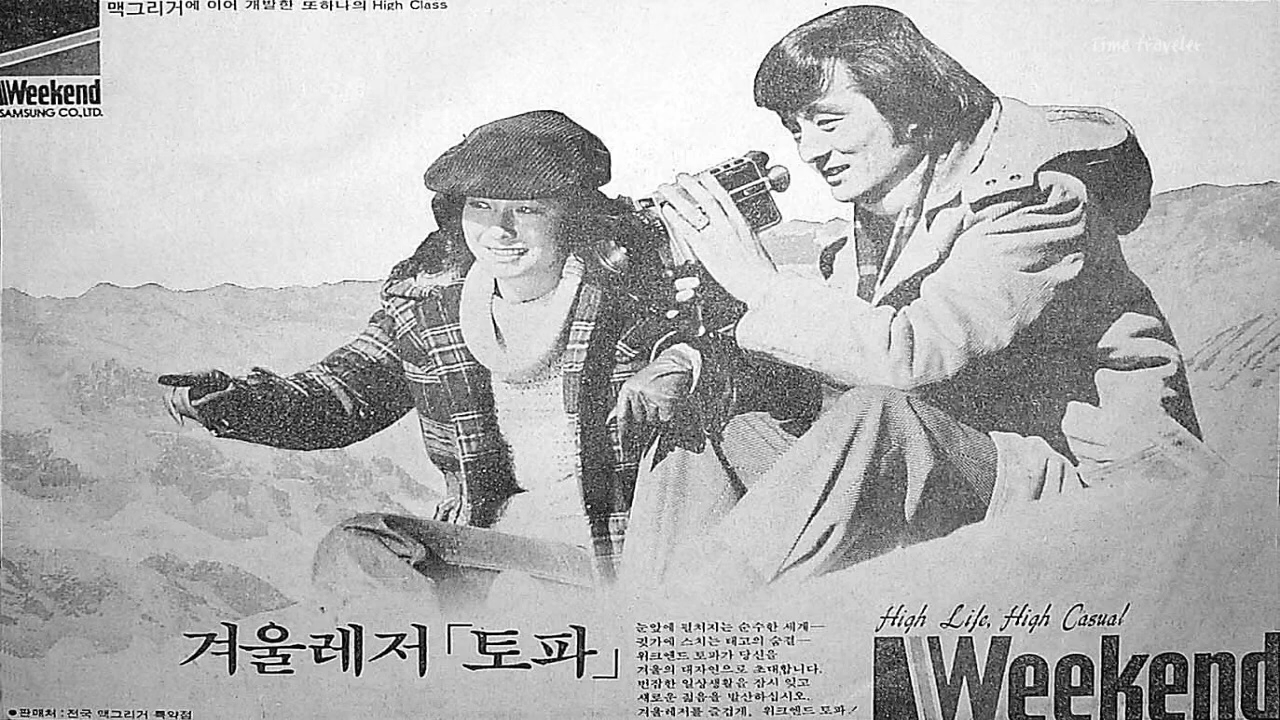 맥그리거에 이어 개발한 또하나의 High Class
time traveler
Weekend
SAMSUNG CO.,LTD.
High Life, High Casual
Weekend
겨울레저「토파」
눈앞에 펼쳐지는 순수한 세계—
귓가에 스치는 태고의 숨결—
위크엔드 토파가 당신을
겨울의 대자연으로 초대합니다.
번잡한 일상생활을 잠시 잊고
새로운 젊음을 발산하십시오.
겨울레저를 즐겁게, 위크엔드 토파!
●판매처:전국 맥그리거 특약점